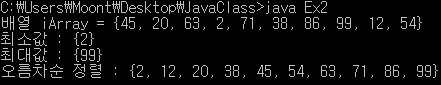 C:₩Users₩Moont₩Desktop₩JavaClass>java Ex2
배열 iArray = {45, 20, 63, 2, 71, 38, 86, 99, 12, 54}
최소값 : {2}
최대값 : {99}
오름차순 정렬 : {2, 12, 20, 38, 45, 54, 63, 71, 86, 99}